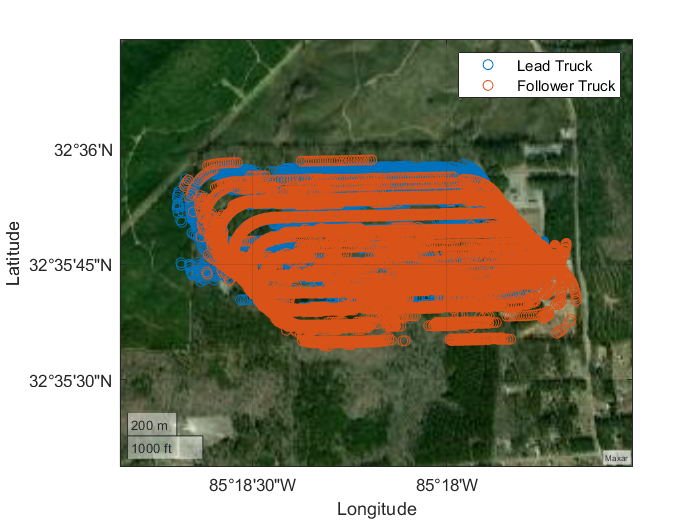 Lead Truck
Follower Truck
32°36'N
32°35'45"N
32°35'30"N
Latitude
200 m
1000 ft
Maxar
85°18'30"W
85°18'W
Longitude